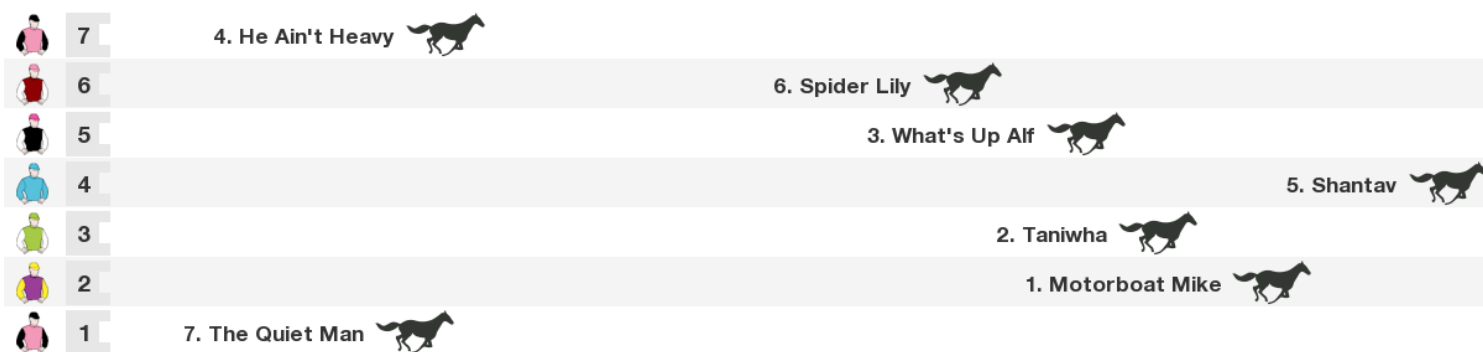 7 4. He Ain't Heavy
6 6. Spider Lily
5 3. What's Up Alf
4 5. Shantav
3 2. Taniwha
2 1. Motorboat Mike
1 7. The Quiet Man